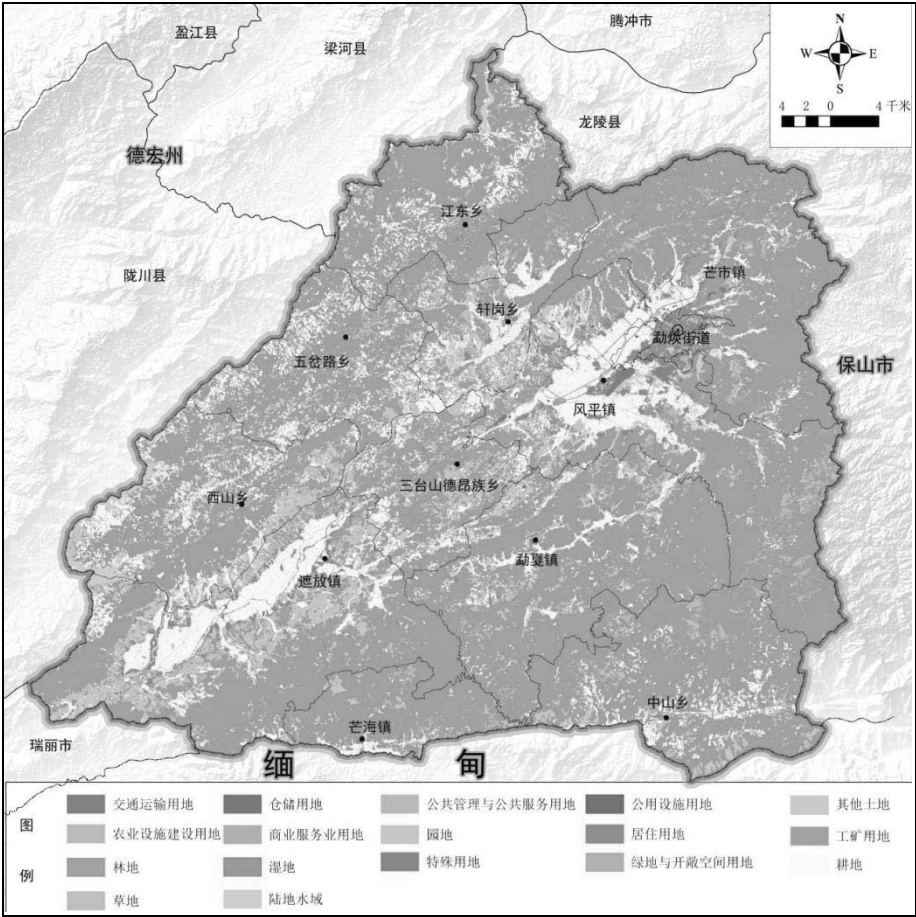 盈江县
梁河县
腾冲市
N
W E
S
4 2 0 4 千米
龙陵县
德宏州
陇川县
江东乡
芒市镇
轩岗乡
勐焕街道
五岔路乡
保山市
风平镇
三台山德昂族乡
西山乡
勐戛镇
遮放镇
中山乡
芒海镇
瑞丽市
缅 甸
图例
交通运输用地 仓储用地 公共管理与公共服务用地 公用设施用地 其他土地
农业设施建设用地 商业服务业用地 园地 居住用地 工矿用地
林地 湿地 特殊用地 绿地与开敞空间用地 耕地
草地 陆地水域